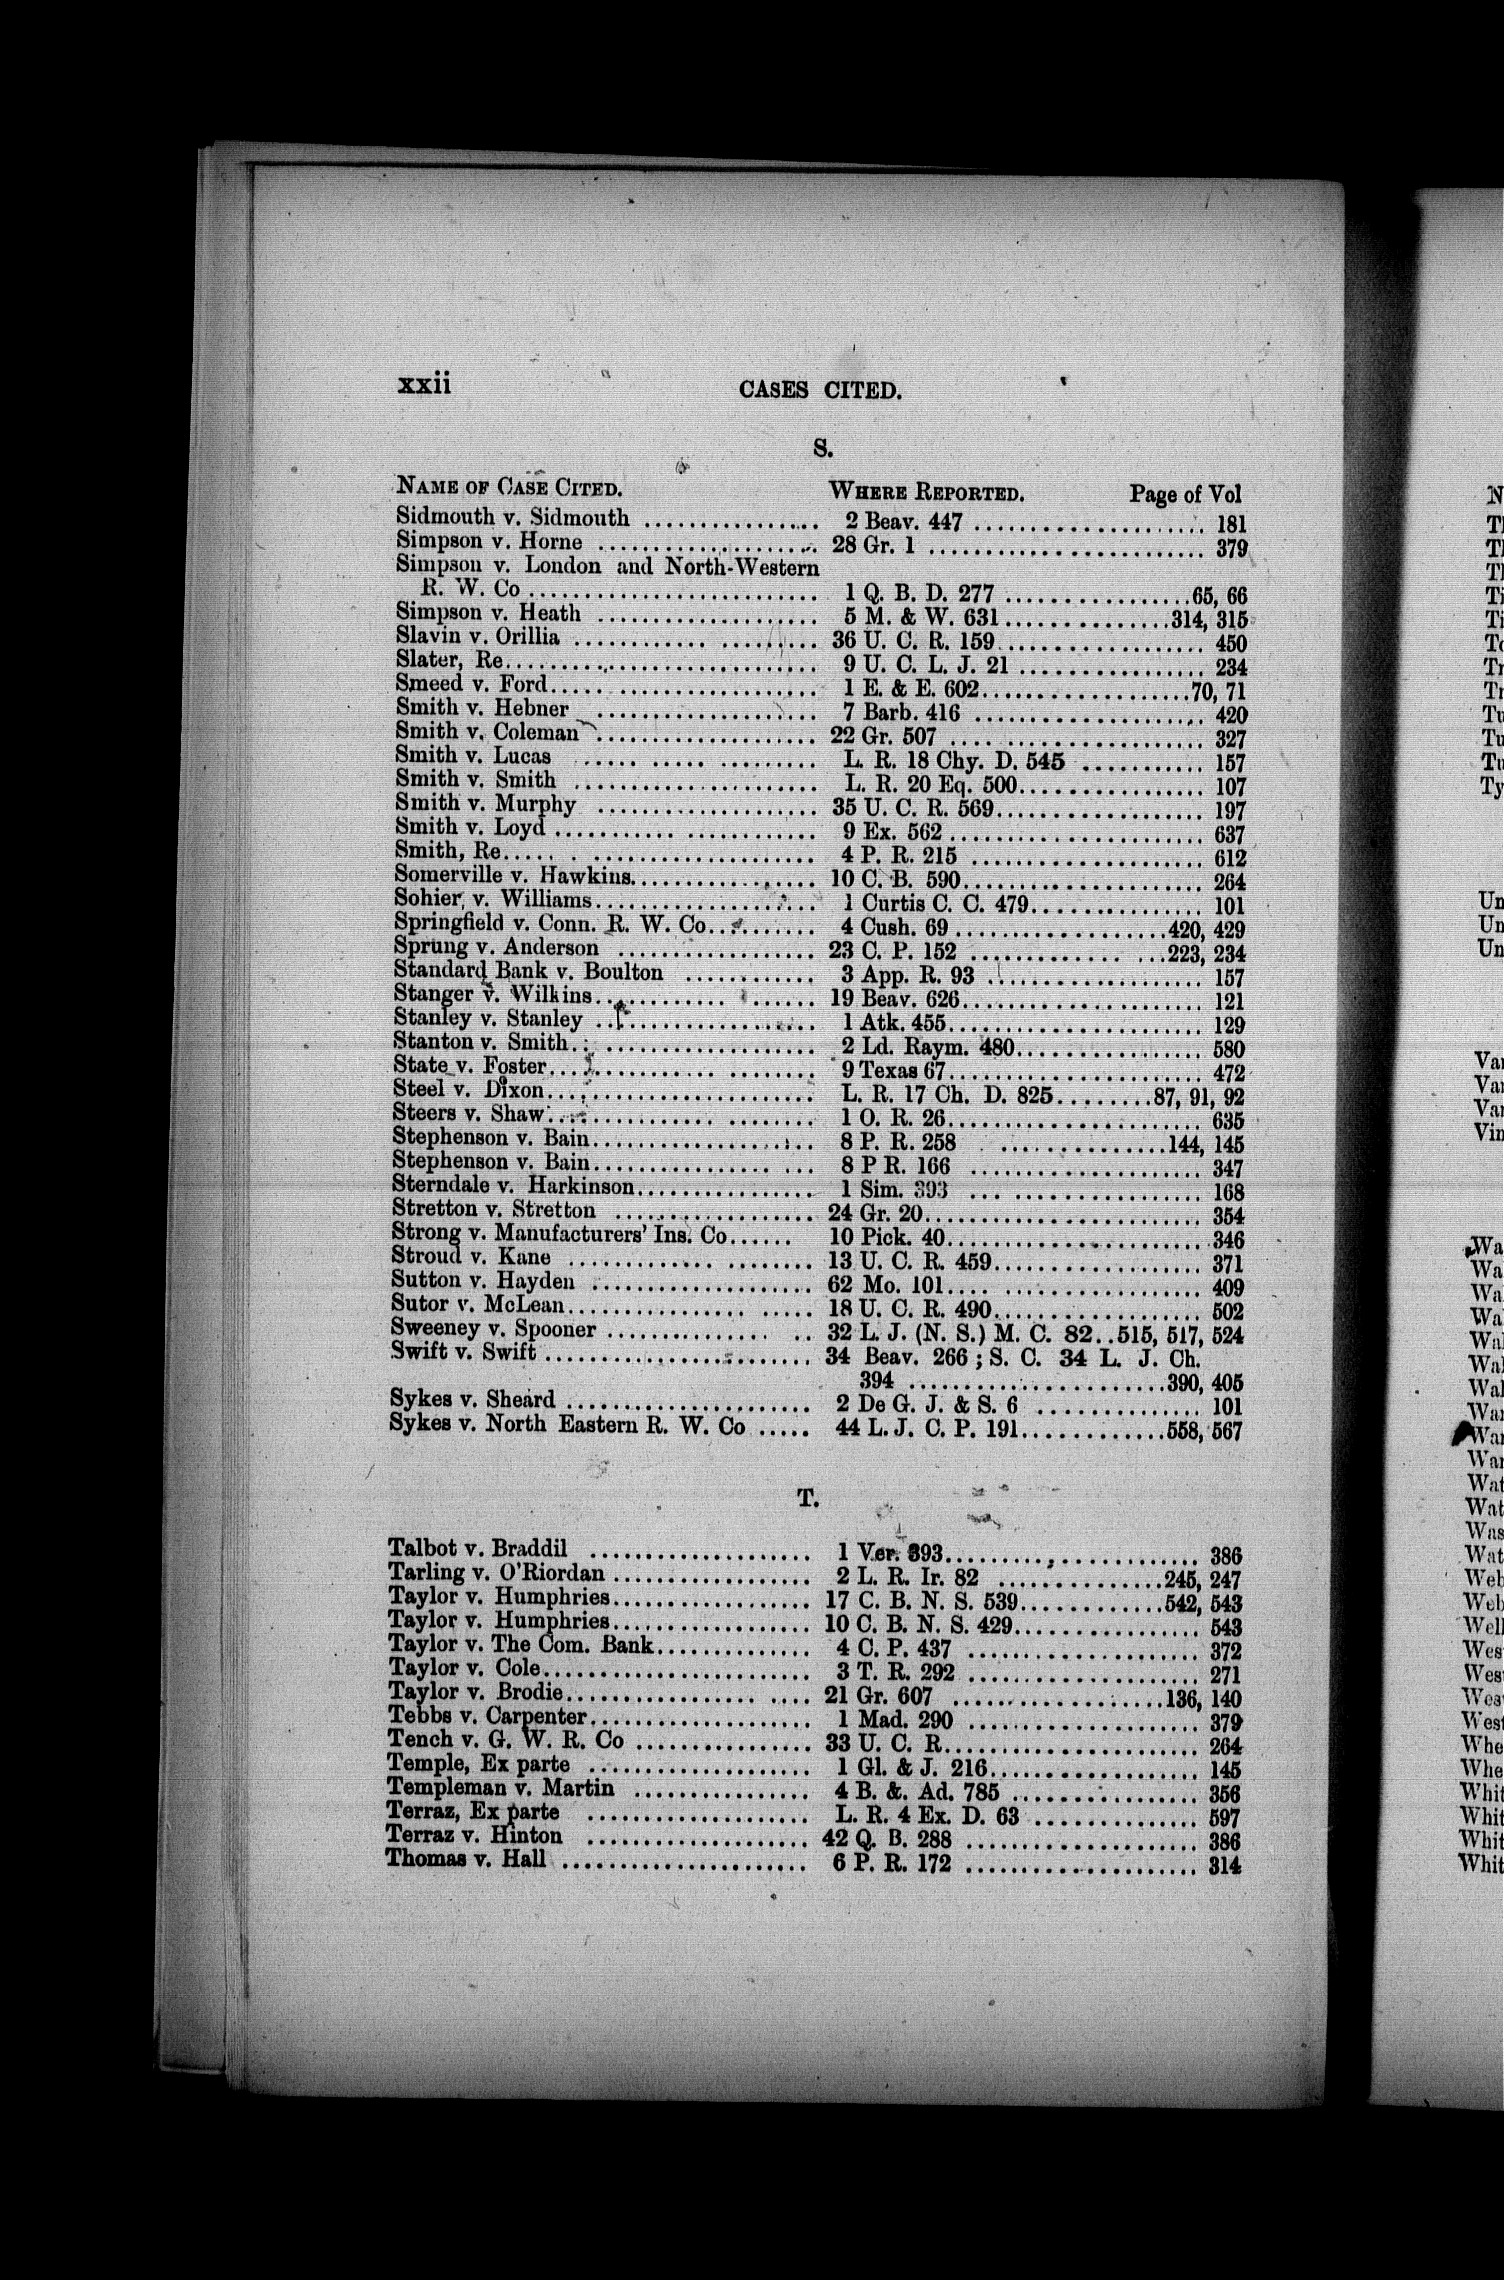 xxii CASES CITED.
S.
NAME OF CASE CITED. WHERE REPORTED. Page of Vol
Sidmouth v. Sidmouth ................ 2 Beav. 447 .................... 181
Simpson v. Horne .................... 28 Gr. 1 ........................ 379
Simpson v. London and North-Western
R. W. Co .......................... 1 Q. B. D. 277 .................65, 66
Simpson v. Heath .................... 5 M. & W. 631 ...............314, 315
Slavin v. Orillia .................... 36 U. C. R. 159.................. 450
Slater, Re............................ 9 U. C. L. J. 21 ................. 234
Smeed v. Ford........................ 1 E. & E. 602...................70, 71
Smith v. Hebner .................... 7 Barb. 416 .................... 420
Smith v. Coleman .................... 22 Gr. 507 ...................... 327
Smith v. Lucas .................... L. R. 18 Chy. D. 545 ........... 157
Smith v. Smith .................... L. R. 20 Eq. 500................ 107
Smith v. Murphy .................... 35 U. C. R. 569.................. 197
Smith v. Loyd ....................... 9 Ex. 562 ...................... 637
Smith, Re............................ 4 P. R. 215 .................... 612
Somerville v. Hawkins................ 10 C. B. 590..................... 264
Sohier v. Williams.................... 1 Curtis C. C. 479............... 101
Springfield v. Conn. R. W. Co.......... 4 Cush. 69 ...................420, 429
Sprung v. Anderson .................. 23 C. P. 152 .................223, 234
Standard Bank v. Boulton ............ 3 App. R. 93 ................... 157
Stanger v. Wilkins.................... 19 Beav. 626..................... 121
Stanley v. Stanley .................... 1 Atk. 455...................... 129
Stanton v. Smith...................... 2 Ld. Raym. 480................ 580
State v. Foster........................ 9 Texas 67...................... 472
Steel v. Dixon........................ L. R. 17 Ch. D. 825........87, 91, 92
Steers v. Shaw........................ 1 O. R. 26...................... 635
Stephenson v. Bain.................... 8 P. R. 258 ...............144, 145
Stephenson v. Bain.................... 8 P R. 166 .................... 347
Sterndale v. Harkinson................ 1 Sim. 393 .................... 168
Stretton v. Stretton .................. 24 Gr. 20........................ 354
Strong v. Manufacturers' Ins. Co...... 10 Pick. 40...................... 346
Stroud v. Kane ...................... 13 U. C. R. 459.................. 371
Sutton v. Hayden .................... 62 Mo. 101...................... 409
Sutor v. McLean...................... 18 U. C. R. 490.................. 502
Sweeney v. Spooner .................. 32 L. J. (N. S.) M. C. 82..515, 517, 524
Swift v. Swift ........................ 34 Beav. 266 ; S. C. 34 L. J. Ch.
394 .......................390, 405
Sykes v. Sheard ...................... 2 De G. J. & S. 6 ............... 101
Sykes v. North Eastern R. W. Co ..... 44 L. J. C. P. 191.............558, 567
T.
Talbot v. Braddil .................... 1 Ver. 393...................... 386
Tarling v. O'Riordan .................. 2 L. R. Ir. 82 ...............245, 247
Taylor v. Humphries.................. 17 C. B. N. S. 539.............542, 543
Taylor v. Humphries.................. 10 C. B. N. S. 429................ 543
Taylor v. The Com. Bank.............. 4 C. P. 437 .................... 372
Taylor v. Cole........................ 3 T. R. 292 .................... 271
Taylor v. Brodie...................... 21 Gr. 607 ...................136, 140
Tebbs v. Carpenter.................... 1 Mad. 290 .................... 379
Tench v. G. W. R. Co ................ 33 U. C. R...................... 264
Temple, Ex parte .................... 1 Gl. & J. 216.................. 145
Templeman v. Martin ................ 4 B. &. Ad. 785 ................ 356
Terraz, Ex parte .................... L. R. 4 Ex. D. 63 ............... 597
Terraz v. Hinton .................... 42 Q. B. 288 .................... 386
Thomas v. Hall ...................... 6 P. R. 172 .................... 314